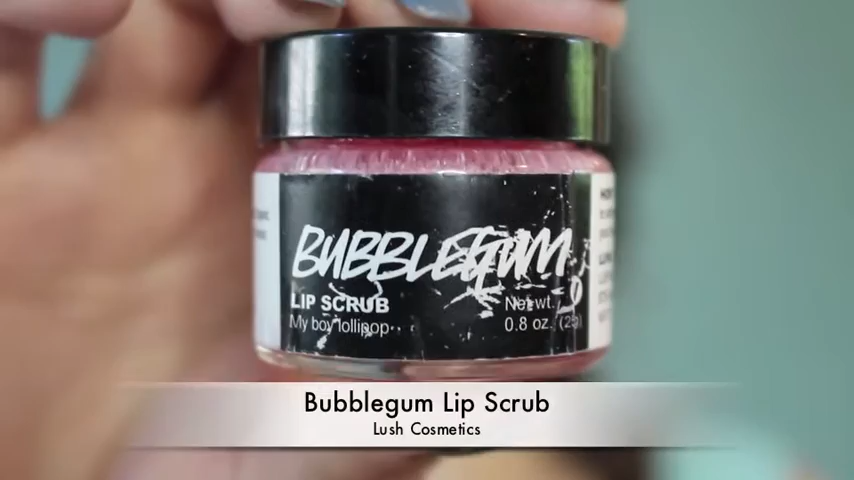 BUBBLEGUM
LIP SCRUB
My boy lollipop...
Net wt.
0.8 oz.
Bubblegum Lip Scrub
Lush Cosmetics